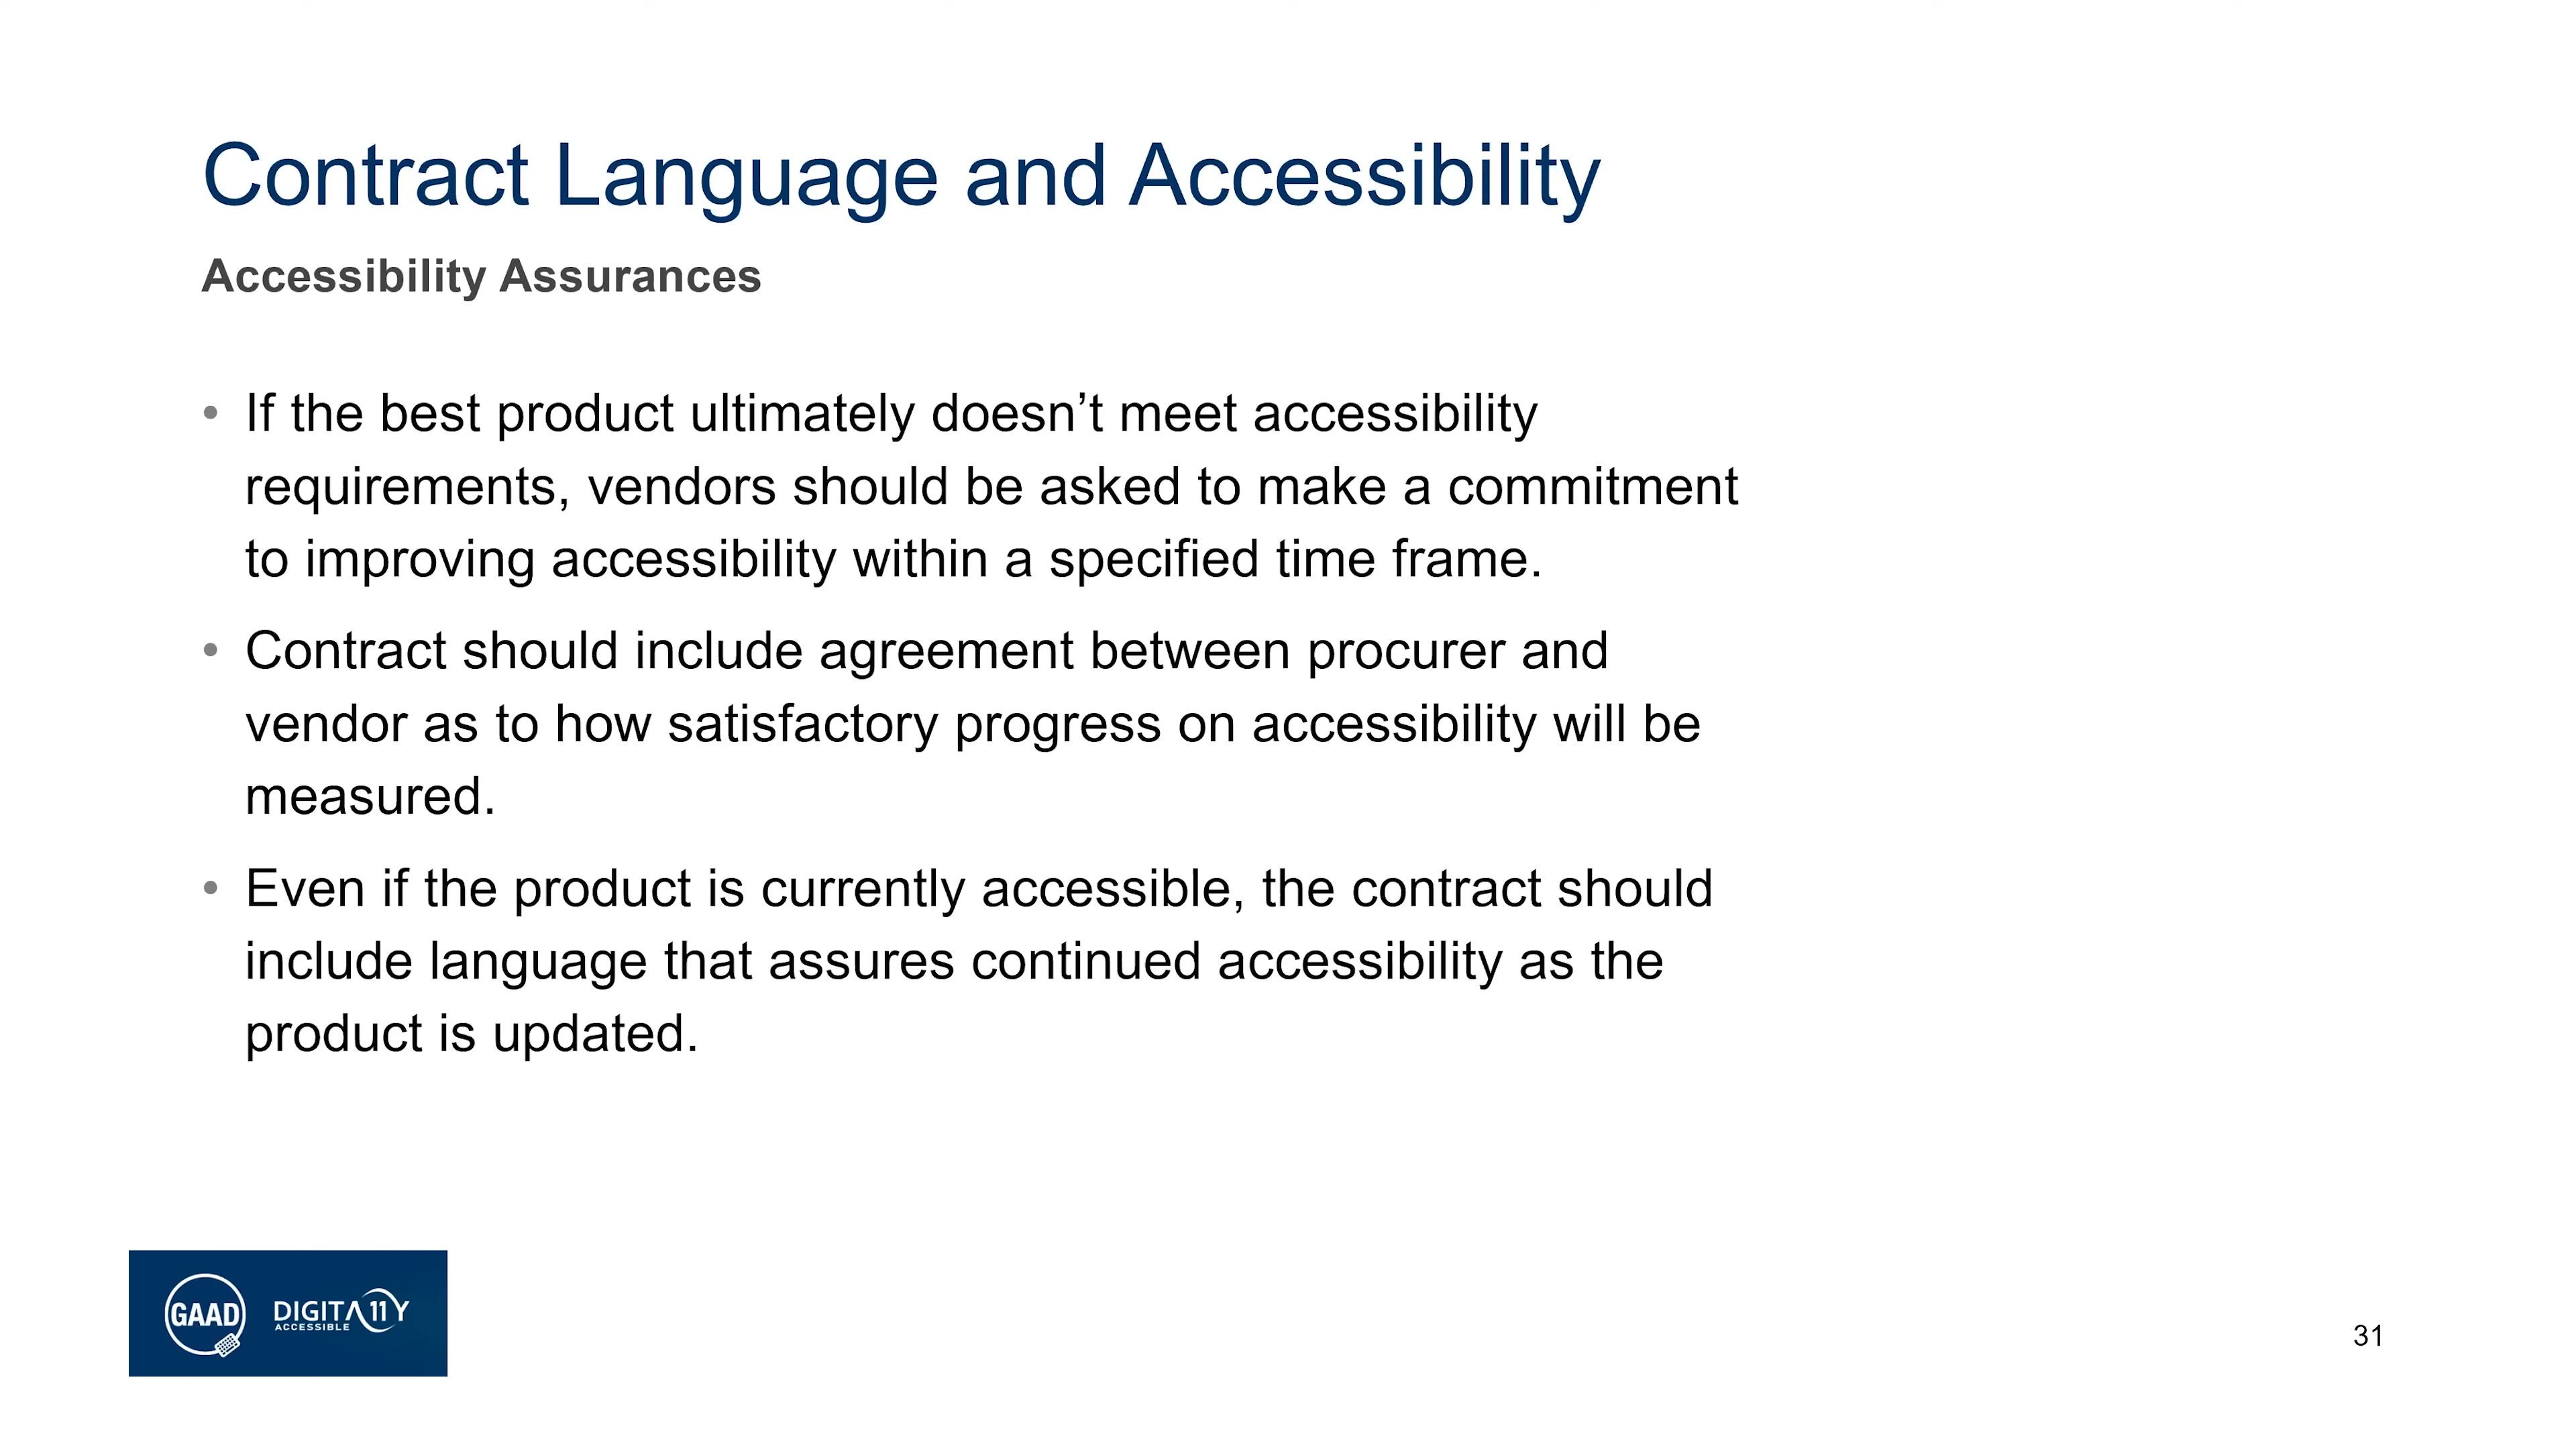 Contract Language and Accessibility
Accessibility Assurances
• If the best product ultimately doesn’t meet accessibility
requirements, vendors should be asked to make a commitment
to improving accessibility within a specified time frame.
• Contract should include agreement between procurer and
vendor as to how satisfactory progress on accessibility will be
measured.
• Even if the product is currently accessible, the contract should
include language that assures continued accessibility as the
product is updated.
GAAD
DIGITA11Y
ACCESSIBLE
31